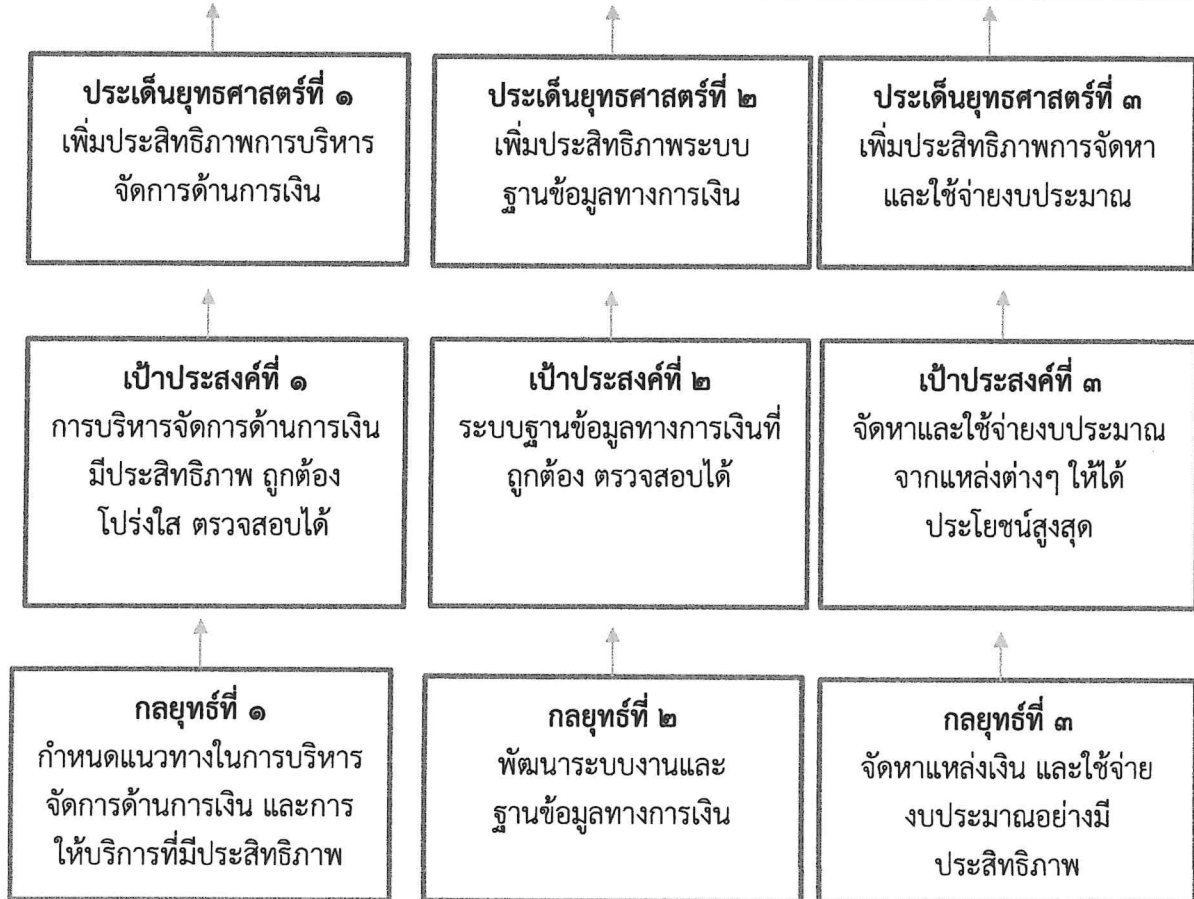 ประเด็นยุทธศาสตร์ที่ ๑
เพิ่มประสิทธิภาพการบริหาร
จัดการด้านการเงิน
ประเด็นยุทธศาสตร์ที่ ๒
เพิ่มประสิทธิภาพระบบ
ฐานข้อมูลทางการเงิน
ประเด็นยุทธศาสตร์ที่ ๓
เพิ่มประสิทธิภาพการจัดหา
และใช้จ่ายงบประมาณ
เป้าประสงค์ที่ ๑
การบริหารจัดการด้านการเงิน
มีประสิทธิภาพ ถูกต้อง
โปร่งใส ตรวจสอบได้
เป้าประสงค์ที่ ๒
ระบบฐานข้อมูลทางการเงินที่
ถูกต้อง ตรวจสอบได้
เป้าประสงค์ที่ ๓
จัดหาและใช้จ่ายงบประมาณ
จากแหล่งต่างๆ ให้ได้
ประโยชน์สูงสุด
กลยุทธ์ที่ ๑
กำหนดแนวทางในการบริหาร
จัดการด้านการเงิน และการ
ให้บริการที่มีประสิทธิภาพ
กลยุทธ์ที่ ๒
พัฒนาระบบงานและ
ฐานข้อมูลทางการเงิน
กลยุทธ์ที่ ๓
จัดหาแหล่งเงิน และใช้จ่าย
งบประมาณอย่างมี
ประสิทธิภาพ